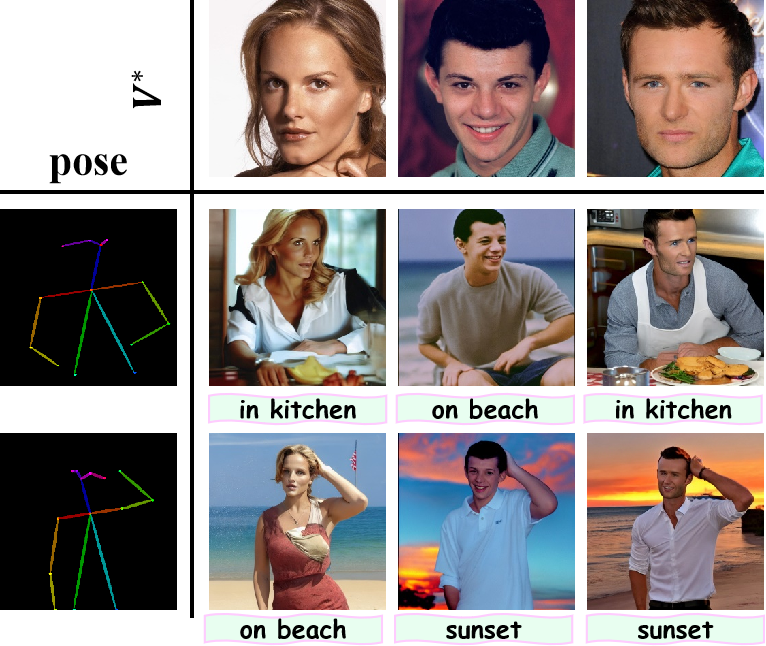 V*
pose
in kitchen
on beach
in kitchen
on beach
sunset
sunset